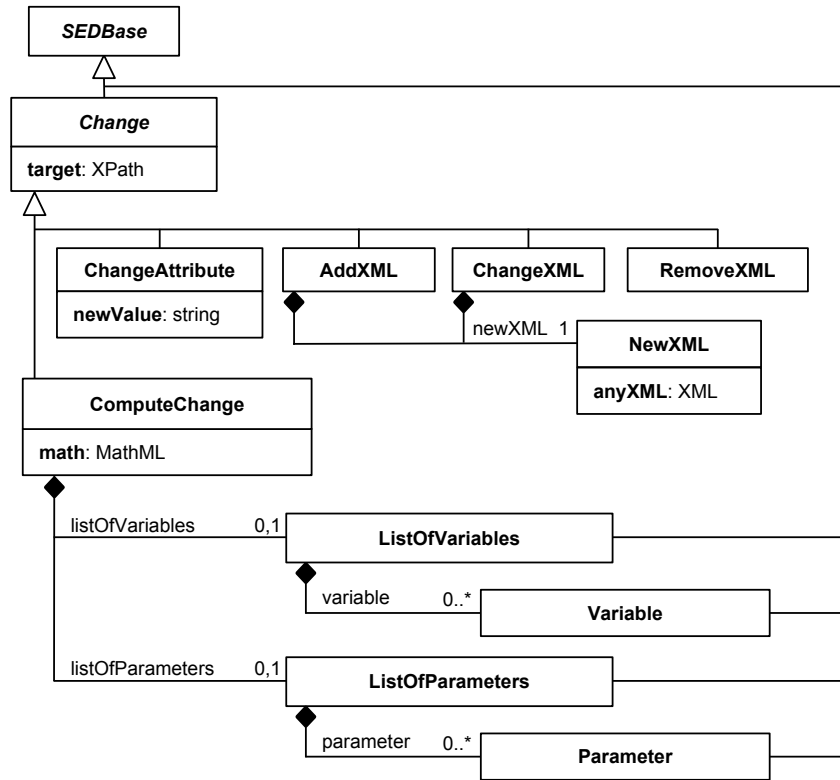 SEDBase
Change
target: XPath
ChangeAttribute
newValue: string
AddXML
ChangeXML
RemoveXML
newXML 1
NewXML
anyXML: XML
ComputeChange
math: MathML
listOfVariables 0,1
ListOfVariables
variable 0..*
Variable
listOfParameters 0,1
ListOfParameters
parameter 0..*
Parameter